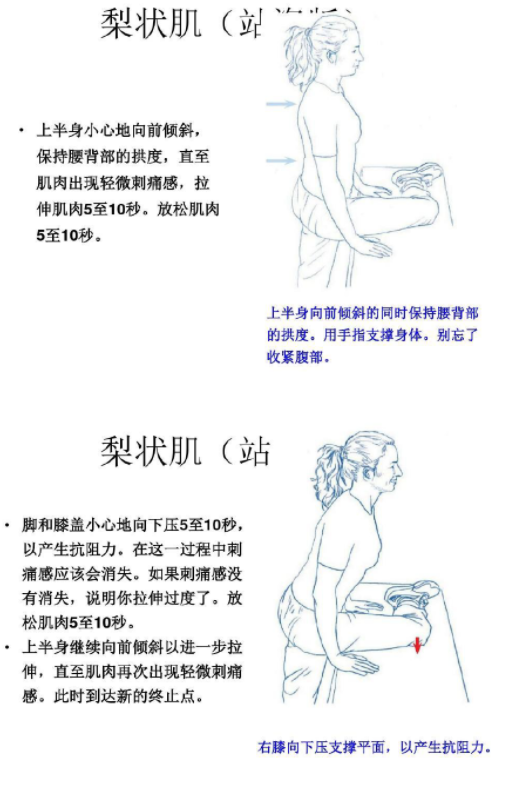 梨状肌（站
• 上半身小心地向前倾斜，
保持腰背部的拱度，直至
肌肉出现轻微刺痛感，拉
伸肌肉5至10秒。放松肌肉
5至10秒。
上半身向前倾斜的同时保持腰背部
的拱度。用手指支撑身体。别忘了
收紧腹部。
梨状肌（站
• 脚和膝盖小心地向下压5至10秒，
以产生抗阻力。在这一过程中刺
痛感应该会消失。如果刺痛感没
有消失，说明你拉伸过度了。放
松肌肉5至10秒。
• 上半身继续向前倾斜以进一步拉
伸，直至肌肉再次出现轻微刺痛
感。此时到达新的终止点。
右膝向下压支撑平面，以产生抗阻力。